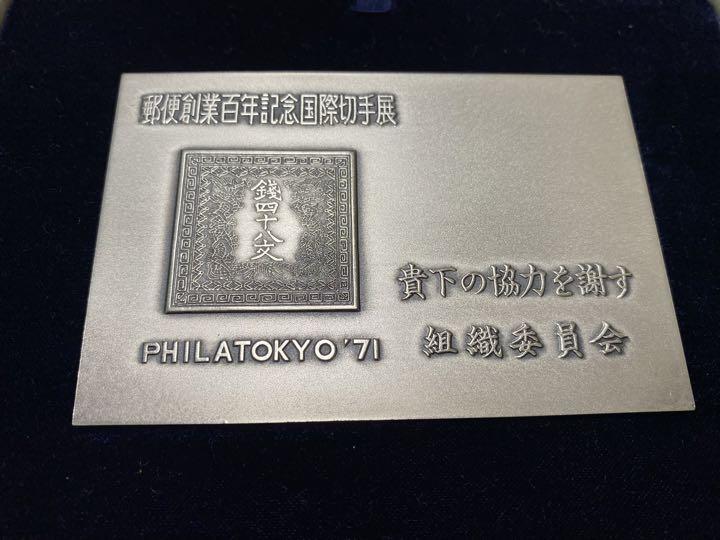 郵便創業百年記念国際切手展
錢四十八文
PHILATOKYO '71
貴下の協力を謝す
組織委員会